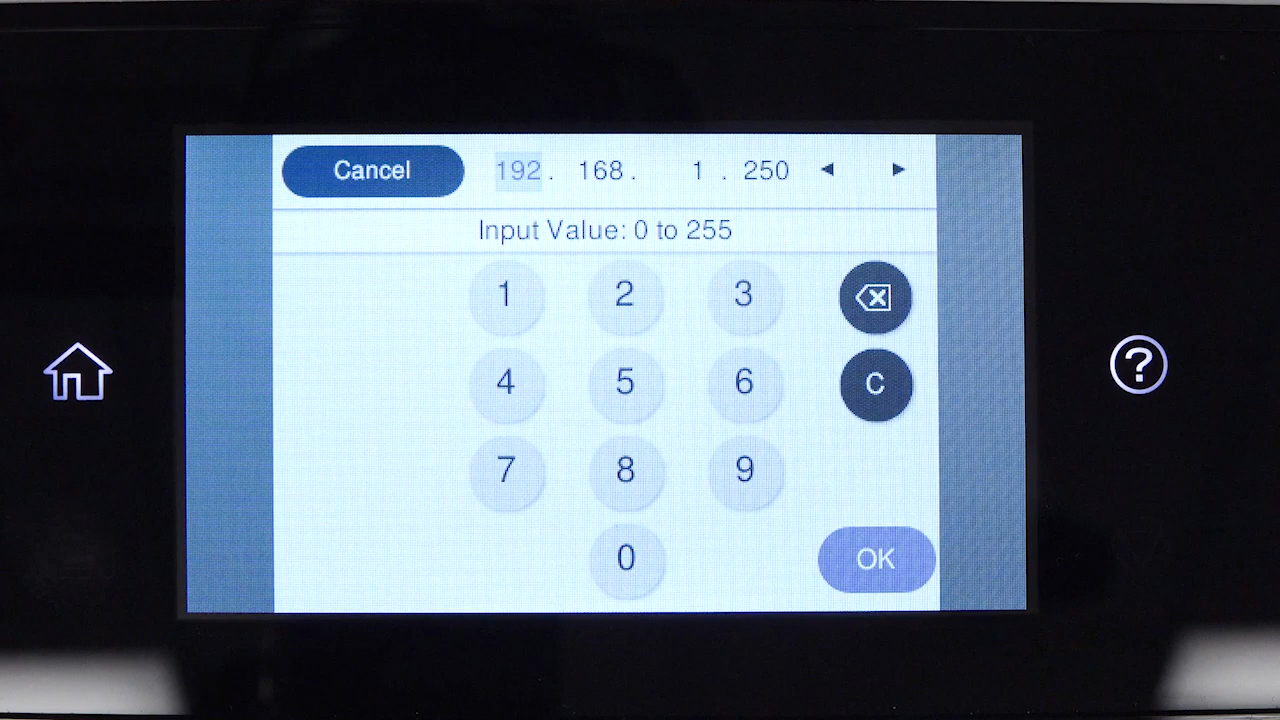 Cancel 192 . 168 . 1 . 250
Input Value: 0 to 255
1 2 3
4 5 6 C
7 8 9
0 OK